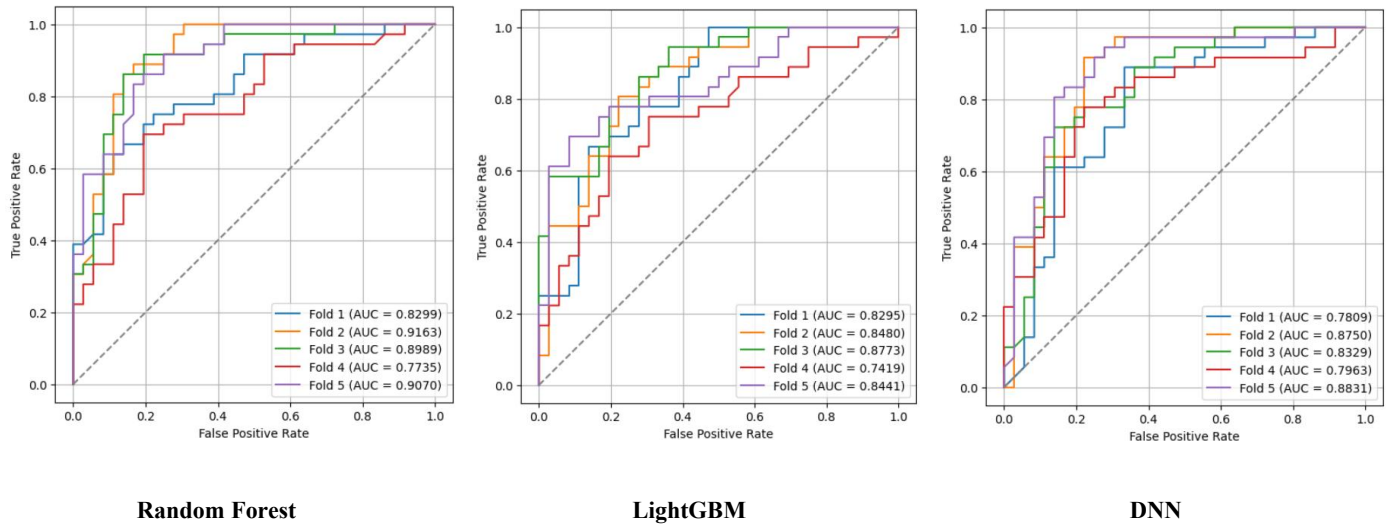 1.0
0.8
0.6
0.4
0.2
0.0
True Positive Rate
0.0 0.2 0.4 0.6 0.8 1.0
False Positive Rate
Fold 1 (AUC = 0.8299)
Fold 2 (AUC = 0.9163)
Fold 3 (AUC = 0.8989)
Fold 4 (AUC = 0.7735)
Fold 5 (AUC = 0.9070)
Random Forest
1.0
0.8
0.6
0.4
0.2
0.0
True Positive Rate
0.0 0.2 0.4 0.6 0.8 1.0
False Positive Rate
Fold 1 (AUC = 0.8295)
Fold 2 (AUC = 0.8480)
Fold 3 (AUC = 0.8773)
Fold 4 (AUC = 0.7419)
Fold 5 (AUC = 0.8441)
LightGBM
1.0
0.8
0.6
0.4
0.2
0.0
True Positive Rate
0.0 0.2 0.4 0.6 0.8 1.0
False Positive Rate
Fold 1 (AUC = 0.7809)
Fold 2 (AUC = 0.8750)
Fold 3 (AUC = 0.8329)
Fold 4 (AUC = 0.7963)
Fold 5 (AUC = 0.8831)
DNN